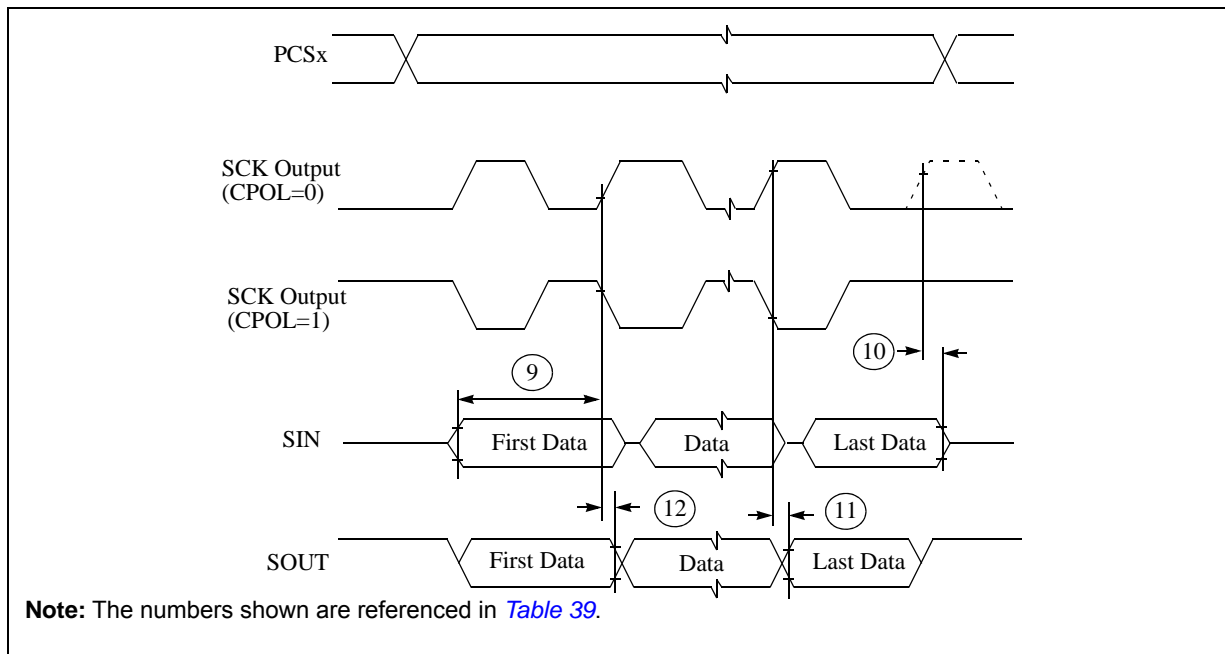 PCSx
SCK Output
(CPOL=0)
SCK Output
(CPOL=1)
10
9
SIN
First Data
Data
Last Data
12
11
SOUT
First Data
Data
Last Data
Note: The numbers shown are referenced in Table 39.